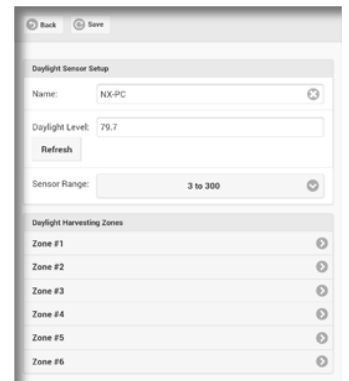 Back Save
Daylight Sensor Setup
Name: NX-PC
Daylight Level: 79.7
Refresh
Sensor Range: 3 to 300
Daylight Harvesting Zones
Zone #1
Zone #2
Zone #3
Zone #4
Zone #5
Zone #6